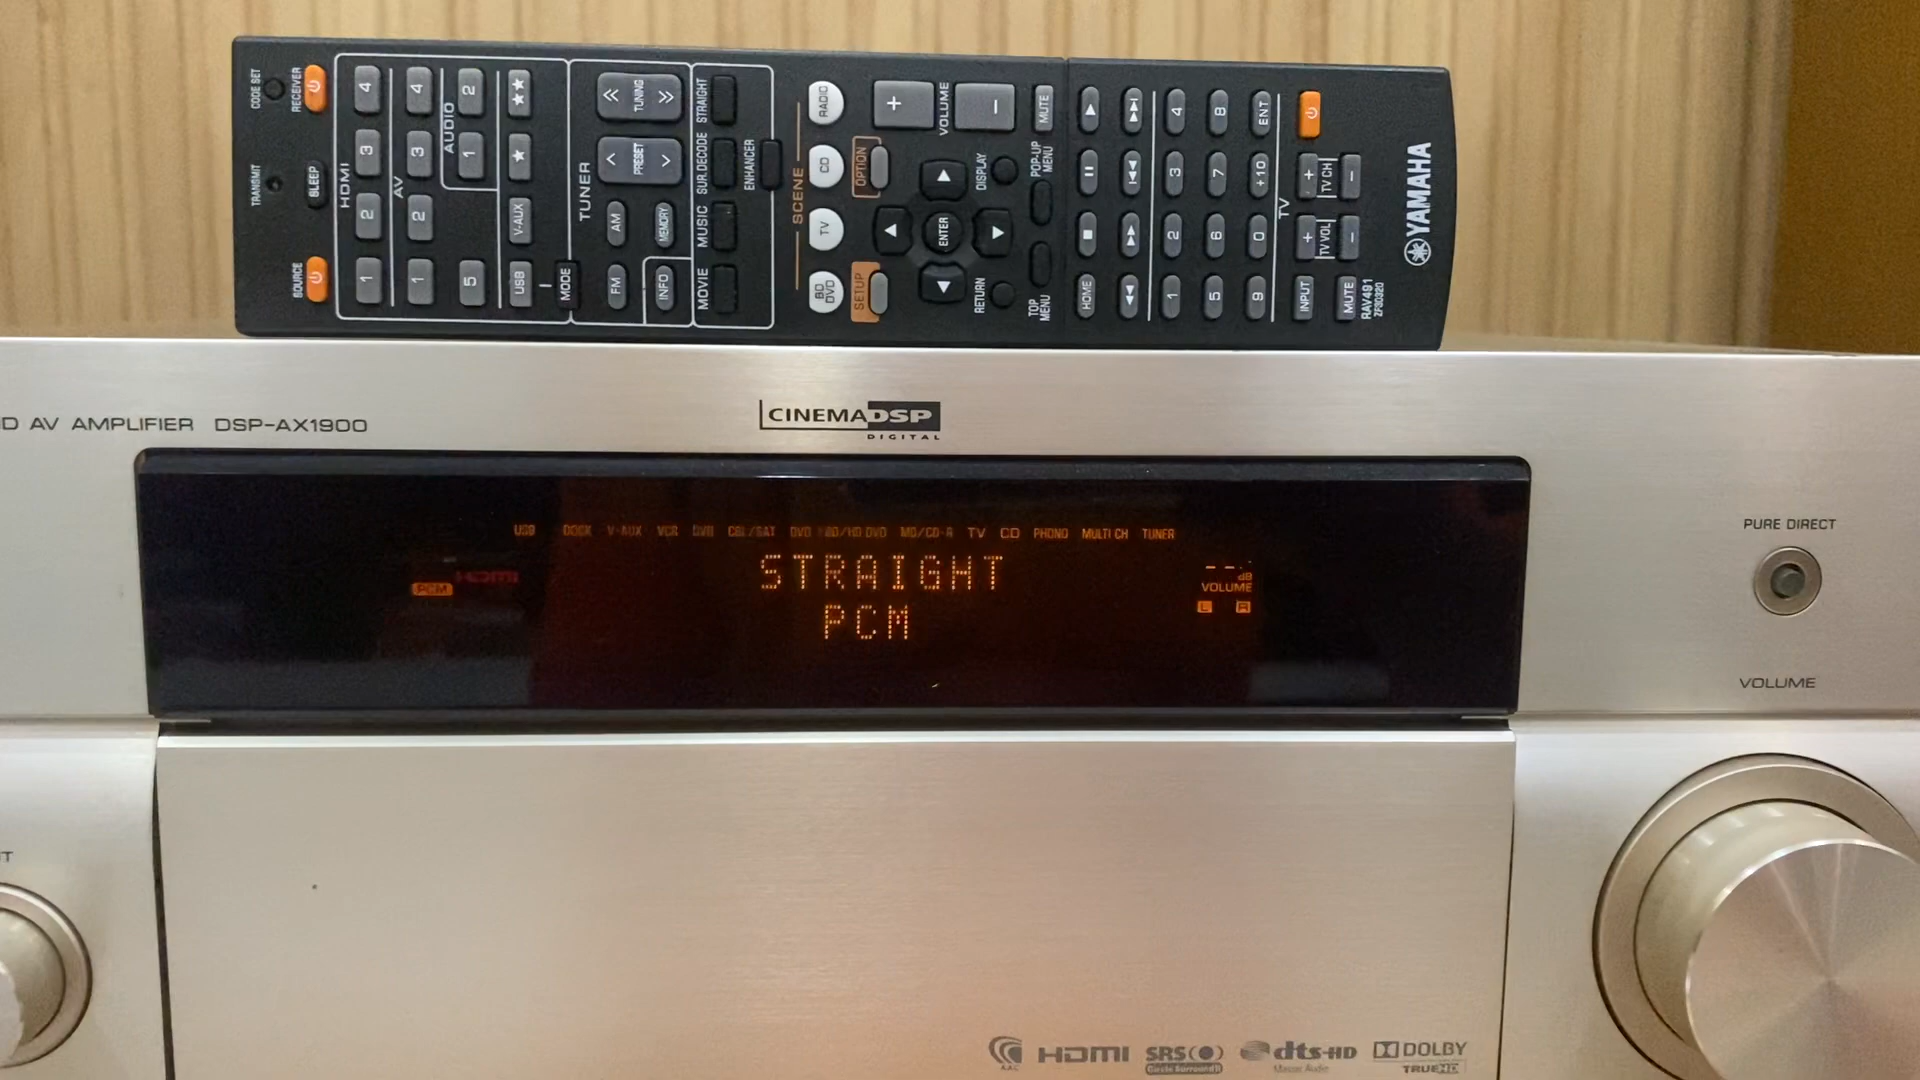 CODE SET
RECEIVER
TRANSMIT
SLEEP
SOURCE
HDMI
4
3
2
1
AV
4
3
2
1
AUDIO
2
1
5
V-AUX
USB
MODE
TUNER
TUNING
PRESET
AM
MEMORY
FM
INFO
STRAIGHT
SUR.DECODE
MUSIC
MOVIE
ENHANCER
SCENE
RADIO
CD
TV
BD
DVD
VOLUME
+
−
MUTE
OPTION
SETUP
DISPLAY
POP-UP
MENU
ENTER
RETURN
TOP
MENU
HOME
4
8
ENT
3
7
+10
2
6
0
1
5
9
TV
+ TV CH −
+ TV VOL −
INPUT
MUTE
RAV491
ZF30320
YAMAHA
D AV AMPLIFIER DSP-AX1900
CINEMA DSP
DIGITAL
USB DOCK V-AUX VCR DVR CBL/SAT DVD BD/HD DVD MD/CD-R TV CD PHONO MULTI CH TUNER
PCM HDMI
STRAIGHT
PCM
dB
VOLUME
L R
PURE DIRECT
VOLUME
T
AAC
HDMI
SRS
Circle Surround II
dts-HD
Master Audio
DOLBY
TRUEHD